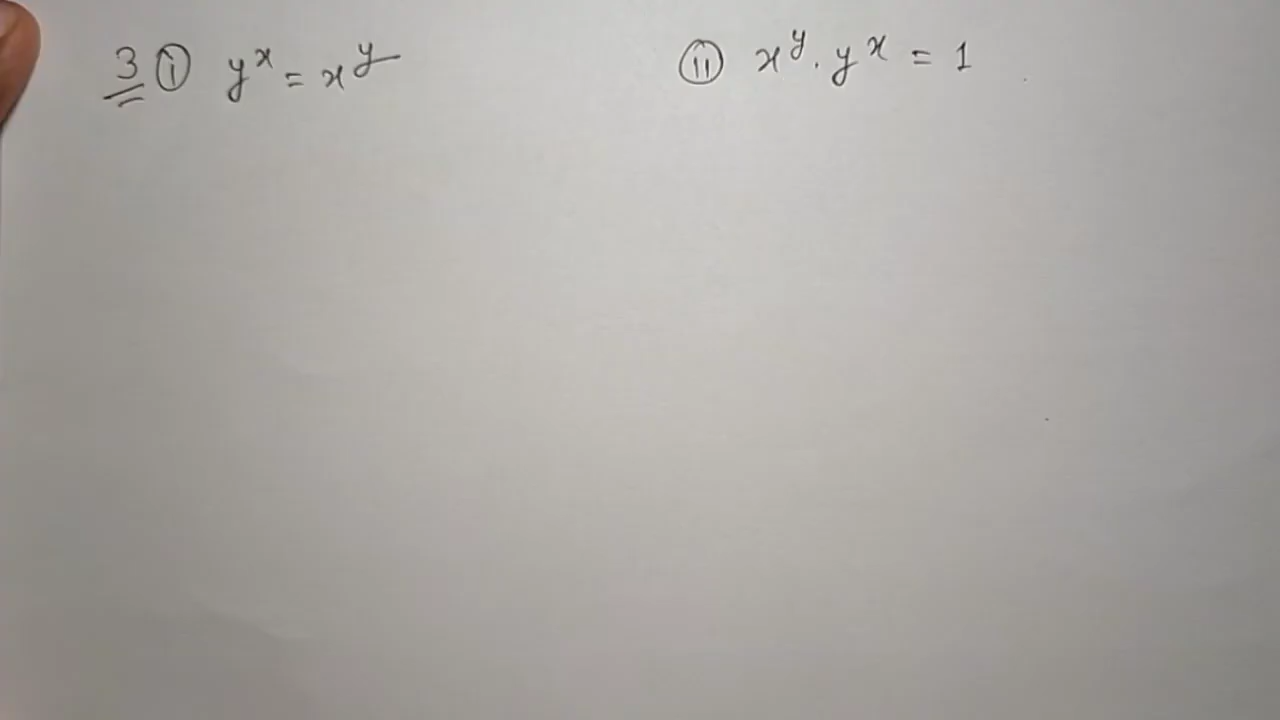 3 (i) y^x = x^y
(ii) x^y . y^x = 1